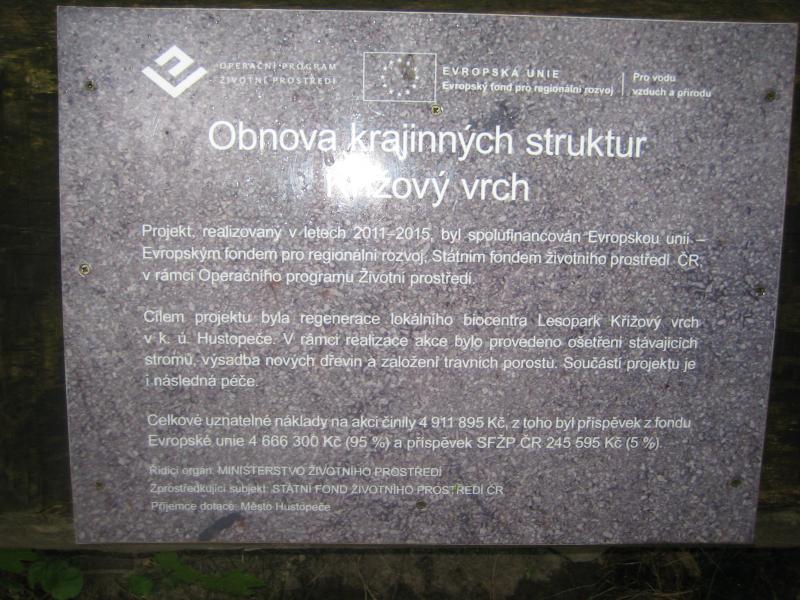 OPERAČNÍ PROGRAM
ŽIVOTNÍ PROSTŘEDÍ
EVROPSKÁ UNIE
Evropský fond pro regionální rozvoj
Pro vodu
vzduch a přírodu
Obnova krajinných struktur
Křížový vrch
Projekt, realizovaný v letech 2011–2015, byl spolufinancován Evropskou unií –
Evropským fondem pro regionální rozvoj, Státním fondem životního prostředí ČR
v rámci Operačního programu Životní prostředí.
Cílem projektu byla regenerace lokálního biocentra Lesopark Křížový vrch
v k. ú. Hustopeče. V rámci realizace akce bylo provedeno ošetření stávajících
stromů, výsadba nových dřevin a založení travních porostů. Součástí projektu je
i následná péče.
Celkové uznatelné náklady na akci činily 4 911 895 Kč, z toho byl příspěvek z fondu
Evropské unie 4 666 300 Kč (95 %) a příspěvek SFŽP ČR 245 595 Kč (5 %).
Řídící orgán: MINISTERSTVO ŽIVOTNÍHO PROSTŘEDÍ
Zprostředkující subjekt: STÁTNÍ FOND ŽIVOTNÍHO PROSTŘEDÍ ČR
Příjemce dotace: Město Hustopeče